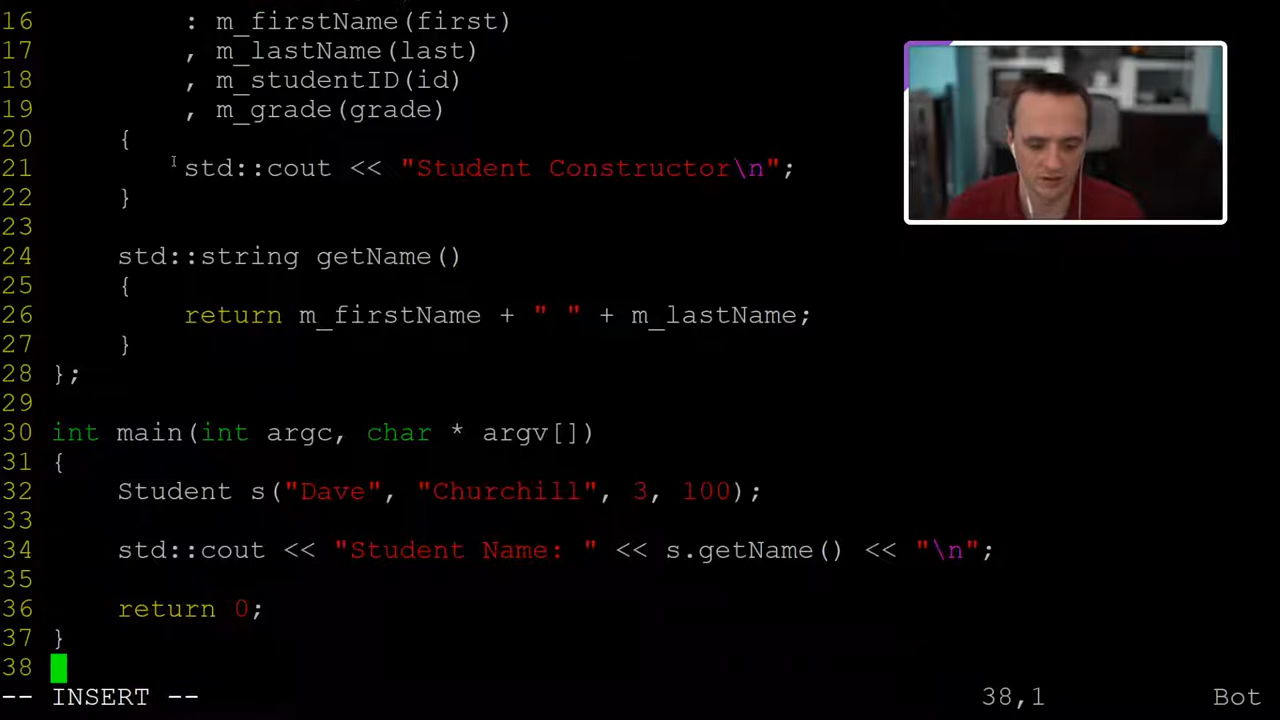 16         : m_firstName(first)
17         , m_lastName(last)
18         , m_studentID(id)
19         , m_grade(grade)
20     {
21         std::cout << "Student Constructor\n";
22     }
23
24     std::string getName()
25     {
26         return m_firstName + " " + m_lastName;
27     }
28 };
29
30 int main(int argc, char * argv[])
31 {
32     Student s("Dave", "Churchill", 3, 100);
33
34     std::cout << "Student Name: " << s.getName() << "\n";
35
36     return 0;
37 }
38
-- INSERT -- 38,1 Bot